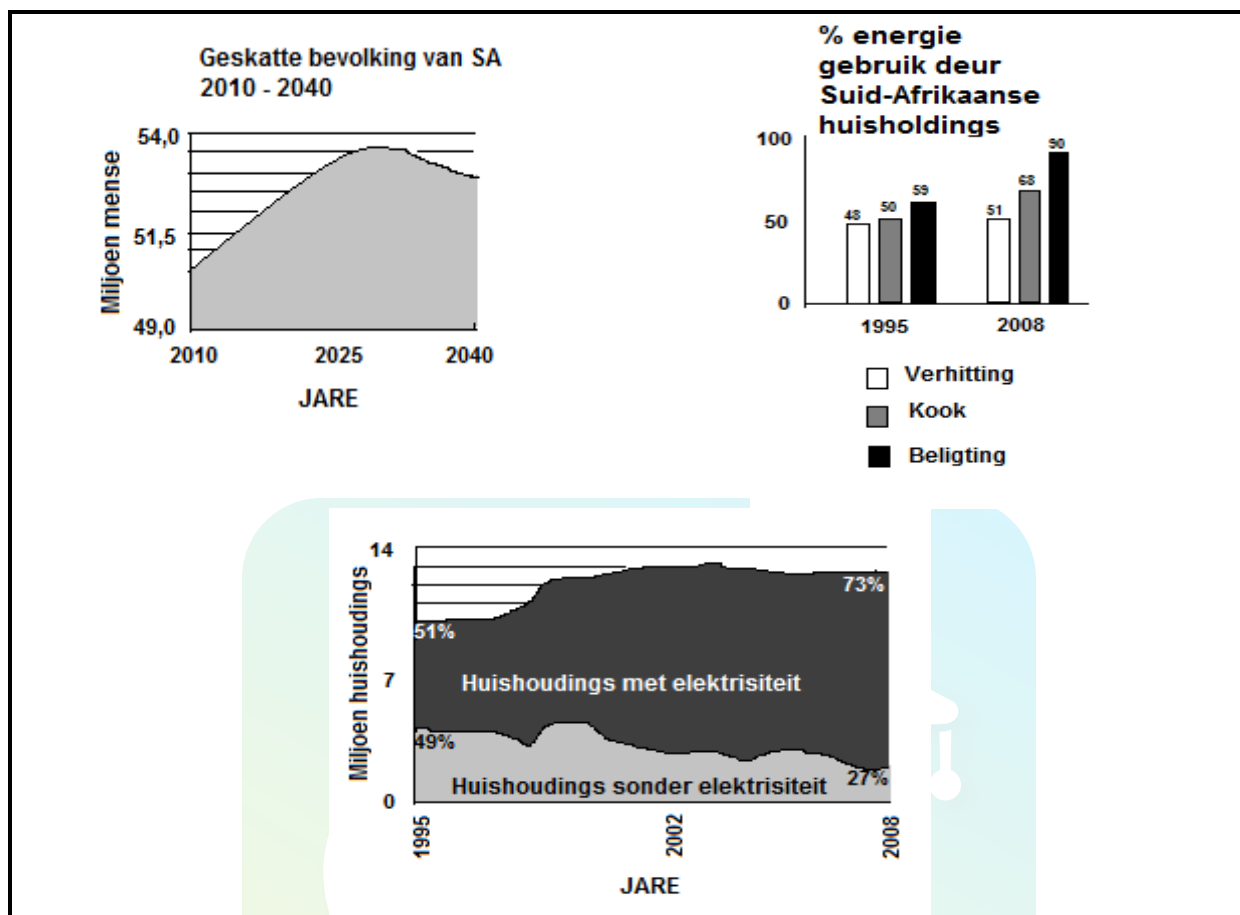 Geskatte bevolking van SA
2010 - 2040
Miljoen mense
54,0
51,5
49,0
2010 2025 2040
JARE
% energie
gebruik deur
Suid-Afrikaanse
huisholdings
100
50
0
48 50 59
51 68 90
1995 2008
Verhitting
Kook
Beligting
Miljoen huishoudings
14
7
0
51%
73%
Huishoudings met elektrisiteit
49%
27%
Huishoudings sonder elektrisiteit
1995 2002 2008
JARE